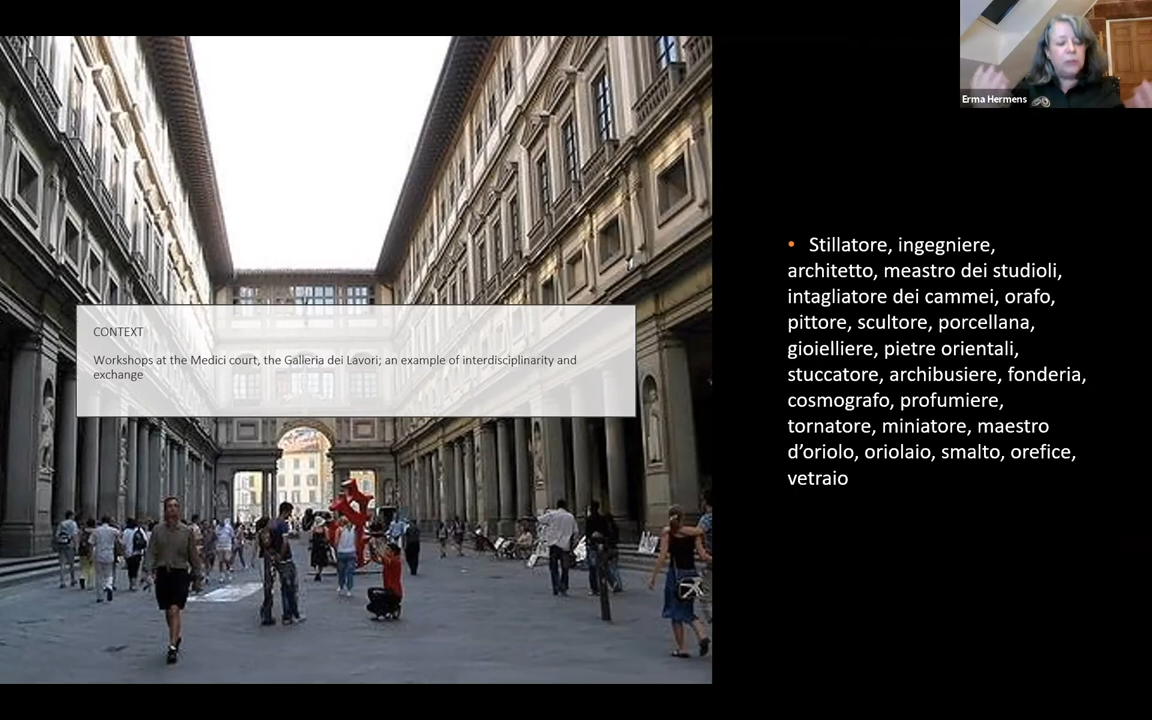 Erma Hermens
CONTEXT
Workshops at the Medici court, the Galleria dei Lavori; an example of interdisciplinarity and
exchange
• Stillatore, ingegniere,
architetto, meastro dei studioli,
intagliatore dei cammei, orafo,
pittore, scultore, porcellana,
gioielliere, pietre orientali,
stuccatore, archibusiere, fonderia,
cosmografo, profumiere,
tornatore, miniatore, maestro
d’oriolo, oriolaio, smalto, orefice,
vetraio